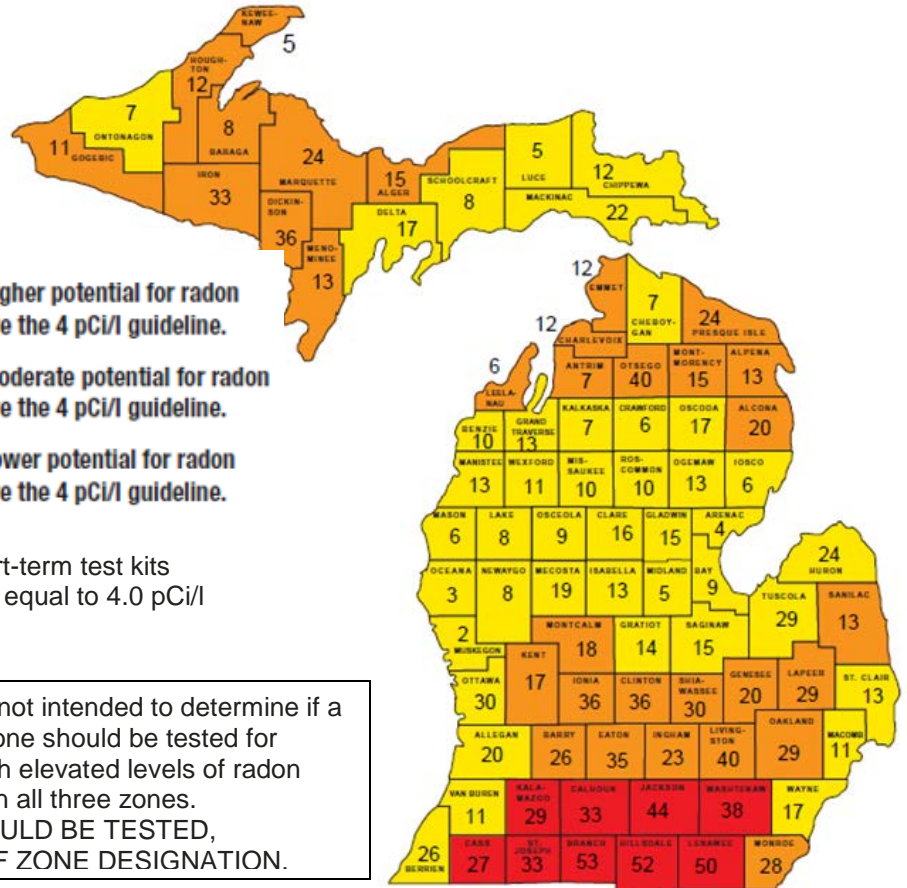 KEWEE-
NAW
5
HOUGH-
TON
12
7
ONTONAGON
8
BARAGA
11
GOGEBIC
24
MARQUETTE
IRON
33
15
ALGER
SCHOOLCRAFT
8
5
LUCE
12
CHIPPEWA
MACKINAC
22
DICKIN-
SON
36
DELTA
17
MENO-
MINEE
13
gher potential for radon
e the 4 pCi/l guideline.
oderate potential for radon
e the 4 pCi/l guideline.
ower potential for radon
e the 4 pCi/l guideline.
rt-term test kits
equal to 4.0 pCi/l
not intended to determine if a
one should be tested for
h elevated levels of radon
n all three zones.
OULD BE TESTED,
F ZONE DESIGNATION.
12
EMMET
7
CHEBOY-
GAN
24
PRESQUE ISLE
12
CHARLEVOIX
6
LEELA-
NAU
ANTRIM
7
OTSEGO
40
MONT-
MORENCY
15
ALPENA
13
BENZIE
10
GRAND
TRAVERSE
13
KALKASKA
7
CRAWFORD
6
OSCODA
17
ALCONA
20
MANISTEE
13
WEXFORD
11
MIS-
SAUKEE
10
ROS-
COMMON
10
OGEMAW
13
IOSCO
6
MASON
6
LAKE
8
OSCEOLA
9
CLARE
16
GLADWIN
15
ARENAC
4
OCEANA
3
NEWAYGO
8
MECOSTA
19
ISABELLA
13
MIDLAND
5
BAY
9
24
HURON
2
MUSKEGON
MONTCALM
18
GRATIOT
14
SAGINAW
15
TUSCOLA
29
SANILAC
13
OTTAWA
30
KENT
17
IONIA
36
CLINTON
36
SHIA-
WASSEE
30
GENESEE
20
LAPEER
29
ST. CLAIR
13
ALLEGAN
20
BARRY
26
EATON
35
INGHAM
23
LIVING-
STON
40
OAKLAND
29
MACOMB
11
VAN BUREN
11
KALA-
MAZOO
29
CALHOUN
33
JACKSON
44
WASHTENAW
38
WAYNE
17
26
BERRIEN
CASS
27
ST.
JOSEPH
33
BRANCH
53
HILLSDALE
52
LENAWEE
50
MONROE
28